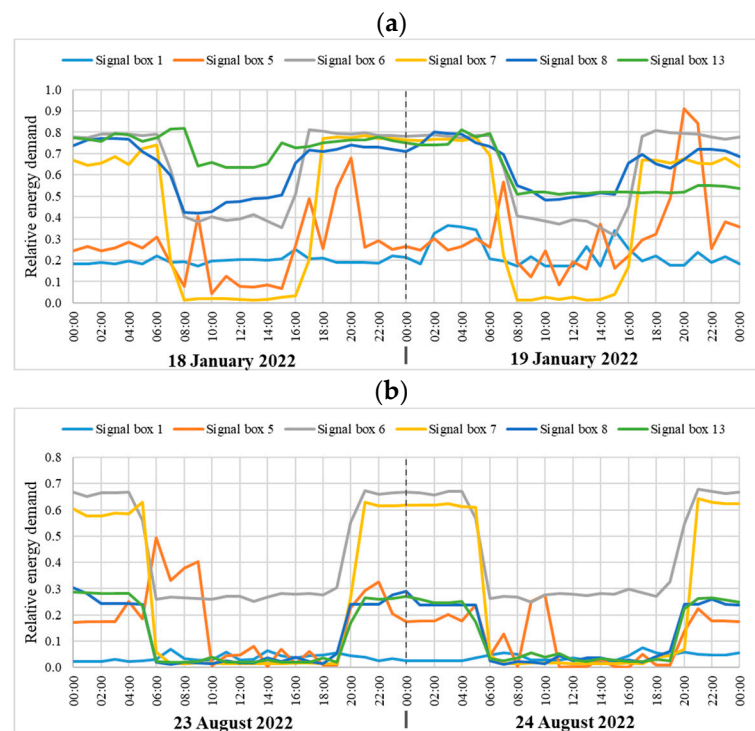 (a)
Signal box 1 Signal box 5 Signal box 6 Signal box 7 Signal box 8 Signal box 13
Relative energy demand
1.0
0.9
0.8
0.7
0.6
0.5
0.4
0.3
0.2
0.1
0.0
00:00 02:00 04:00 06:00 08:00 10:00 12:00 14:00 16:00 18:00 20:00 22:00 00:00 02:00 04:00 06:00 08:00 10:00 12:00 14:00 16:00 18:00 20:00 22:00 00:00
18 January 2022 19 January 2022
(b)
Signal box 1 Signal box 5 Signal box 6 Signal box 7 Signal box 8 Signal box 13
Relative energy demand
0.8
0.7
0.6
0.5
0.4
0.3
0.2
0.1
0.0
00:00 02:00 04:00 06:00 08:00 10:00 12:00 14:00 16:00 18:00 20:00 22:00 00:00 02:00 04:00 06:00 08:00 10:00 12:00 14:00 16:00 18:00 20:00 22:00 00:00
23 August 2022 24 August 2022